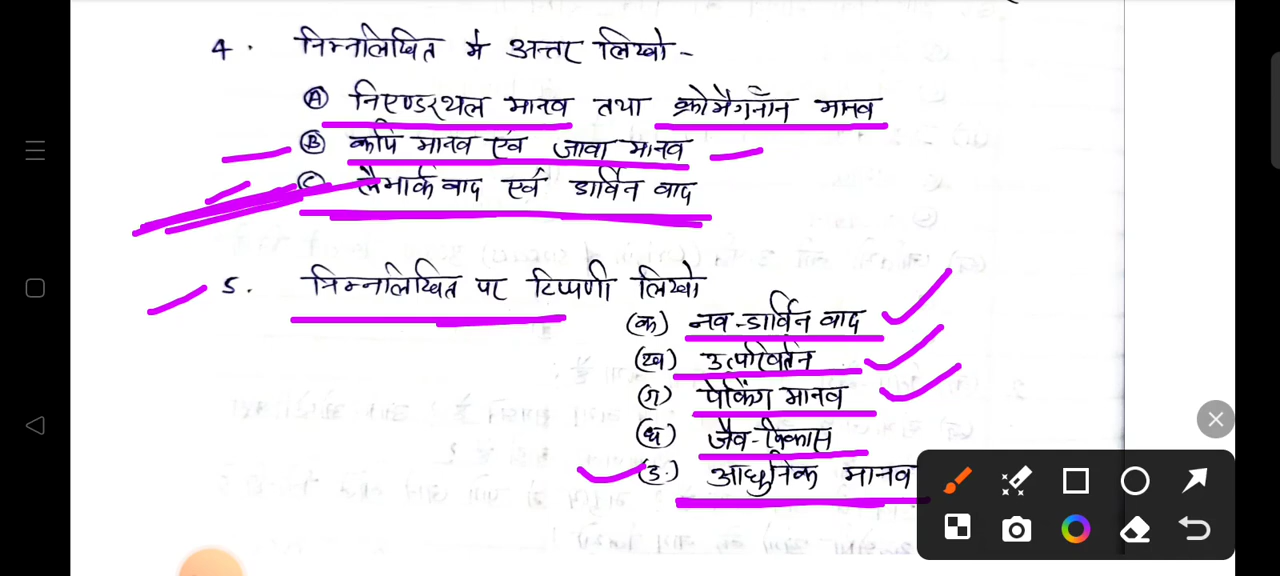 4. निम्नलिखित मे अन्तर लिखो -
(A) निएण्डरथल मानव तथा क्रोमैगनॉन मानव
(B) कपि मानव एवं जावा मानव
(C) लैमार्क वाद एवं डार्विन वाद
5. निम्नलिखित पर टिप्पणी लिखो
(क) नव-डार्विन वाद
(ख) उत्परिवर्तन
(ग) पेकिंग मानव
(घ) जैव-विकास
(ड.) आधुनिक मानव